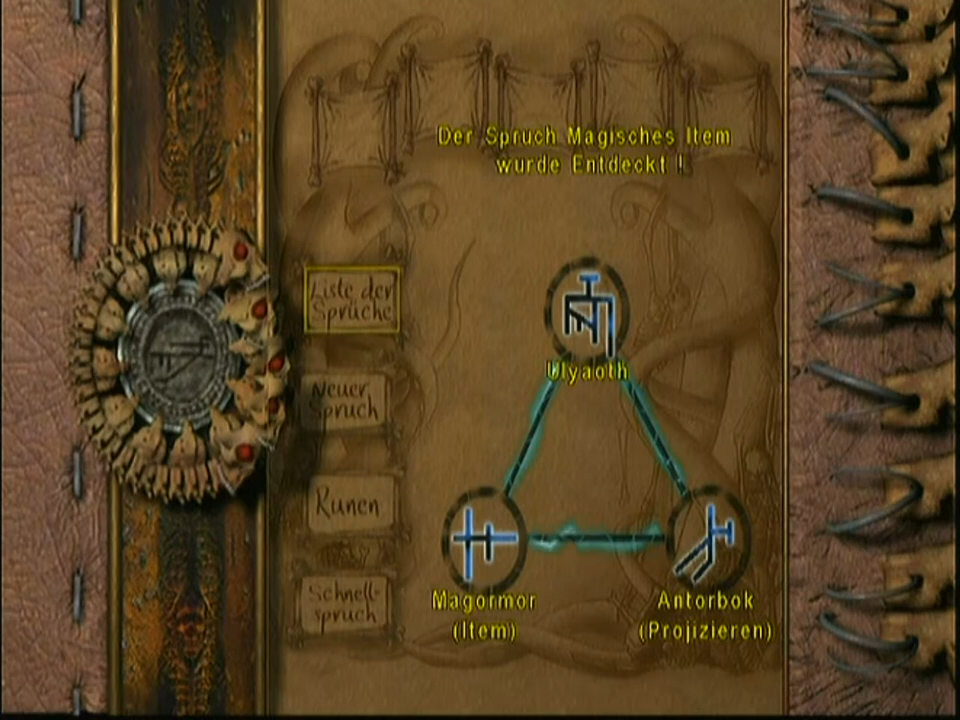 Der Spruch Magisches Item
wurde Entdeckt !
Liste der
Sprüche
Ulyaoth
Neuer
Spruch
Runen
Schnell-
spruch
Magormor
(Item)
Antorbok
(Projizieren)